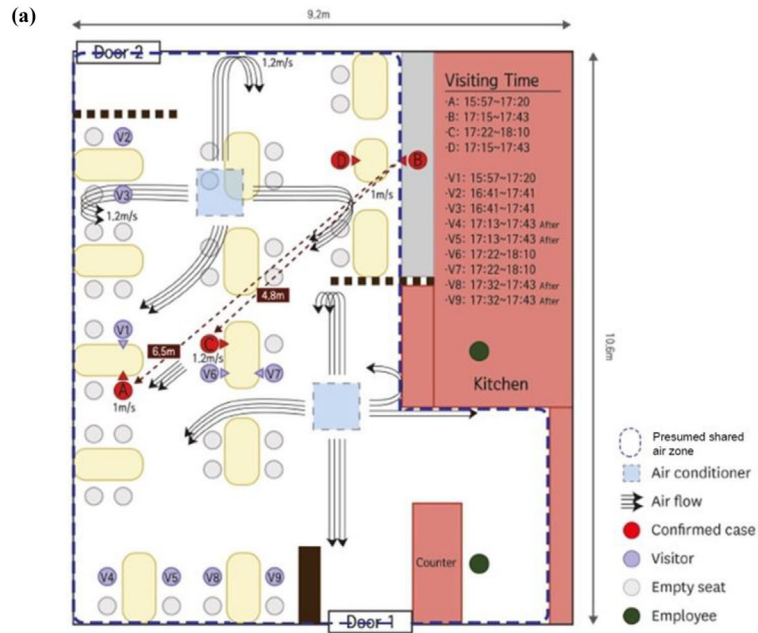 (a)
9.2m
Door 2
1.2m/s
Visiting Time
·A: 15:57~17:20
·B: 17:15~17:43
·C: 17:22~18:10
·D: 17:15~17:43
·V1: 15:57~17:20
·V2: 16:41~17:41
·V3: 16:41~17:41
·V4: 17:13~17:43 After
·V5: 17:13~17:43 After
·V6: 17:22~18:10
·V7: 17:22~18:10
·V8: 17:32~17:43 After
·V9: 17:32~17:43 After
V2
D
B
1m/s
V3
1.2m/s
4.8m
V1
C
6.5m
1.2m/s
V6
V7
A
1m/s
10.6m
Kitchen
Presumed shared
air zone
Air conditioner
Air flow
Confirmed case
Visitor
Empty seat
Employee
Counter
V4
V5
V8
V9
Door 1